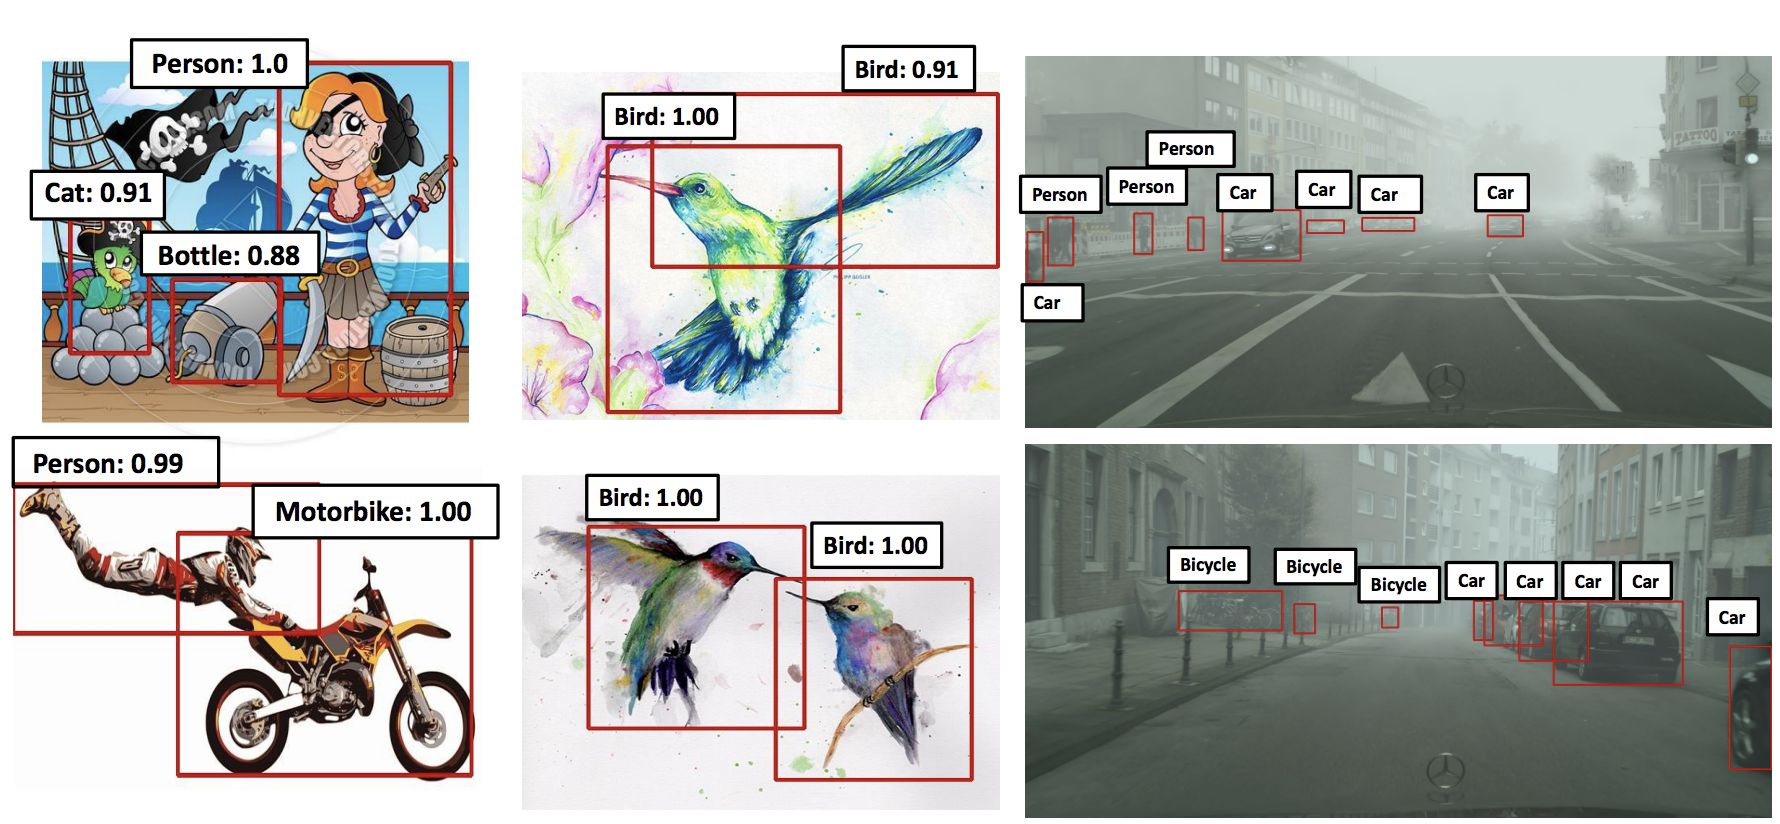 Person: 1.0
Cat: 0.91
Bottle: 0.88
Bird: 0.91
Bird: 1.00
Person
Person
Person
Car
Car
Car
Car
Car
PHILIPP GEISLER
Person: 0.99
Motorbike: 1.00
Bird: 1.00
Bird: 1.00
Bicycle
Bicycle
Bicycle
Car
Car
Car
Car
Car